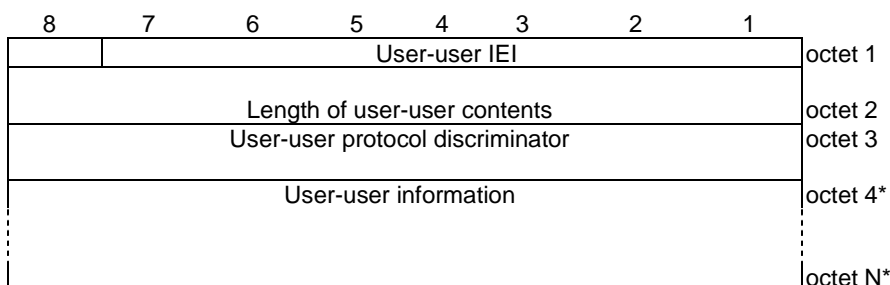 8 7 6 5 4 3 2 1
User-user IEI octet 1
Length of user-user contents octet 2
User-user protocol discriminator octet 3
User-user information octet 4*
octet N*